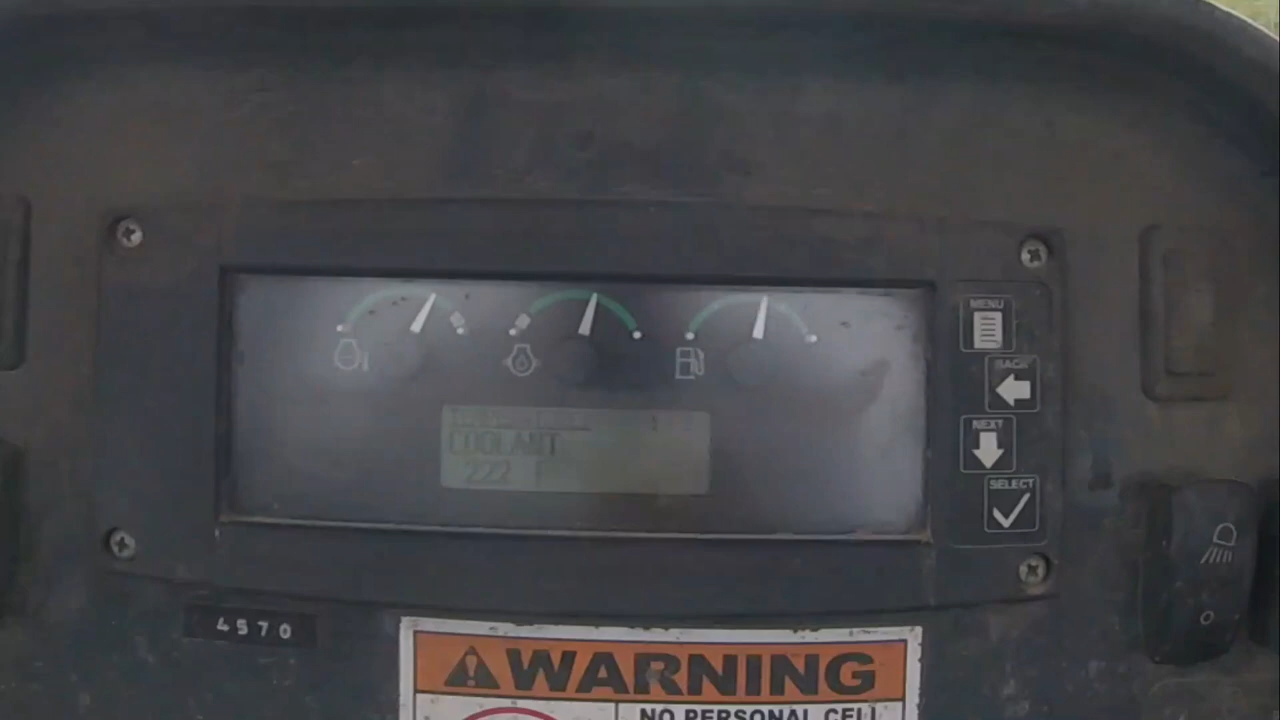 MENU
BACK
COOLANT
222 F
NEXT
SELECT
4570
WARNING
NO PERSONAL CELL